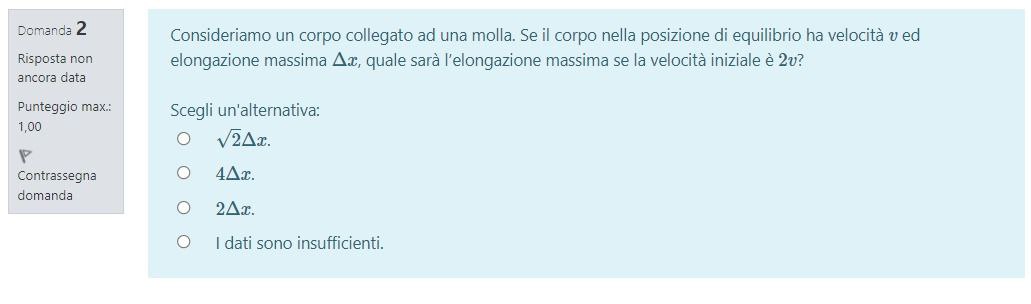 Domanda 2
Risposta non
ancora data
Punteggio max.:
1,00
Contrassegna
domanda
Consideriamo un corpo collegato ad una molla. Se il corpo nella posizione di equilibrio ha velocità v ed
elongazione massima Δx, quale sarà l'elongazione massima se la velocità iniziale è 2v?
Scegli un'alternativa:
√2Δx.
4Δx.
2Δx.
I dati sono insufficienti.